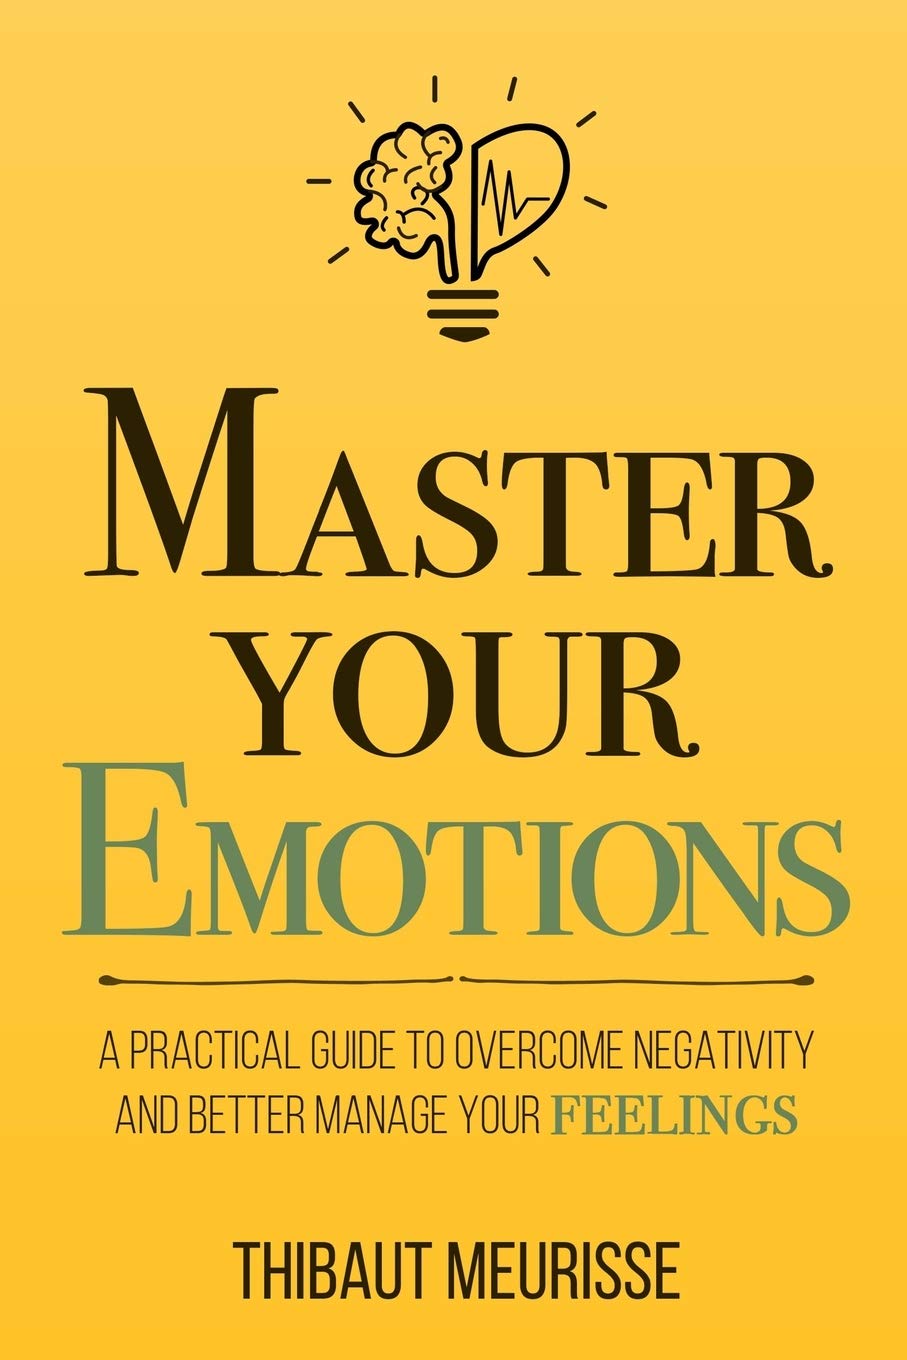 MASTER
YOUR
EMOTIONS
A PRACTICAL GUIDE TO OVERCOME NEGATIVITY
AND BETTER MANAGE YOUR FEELINGS
THIBAUT MEURISSE